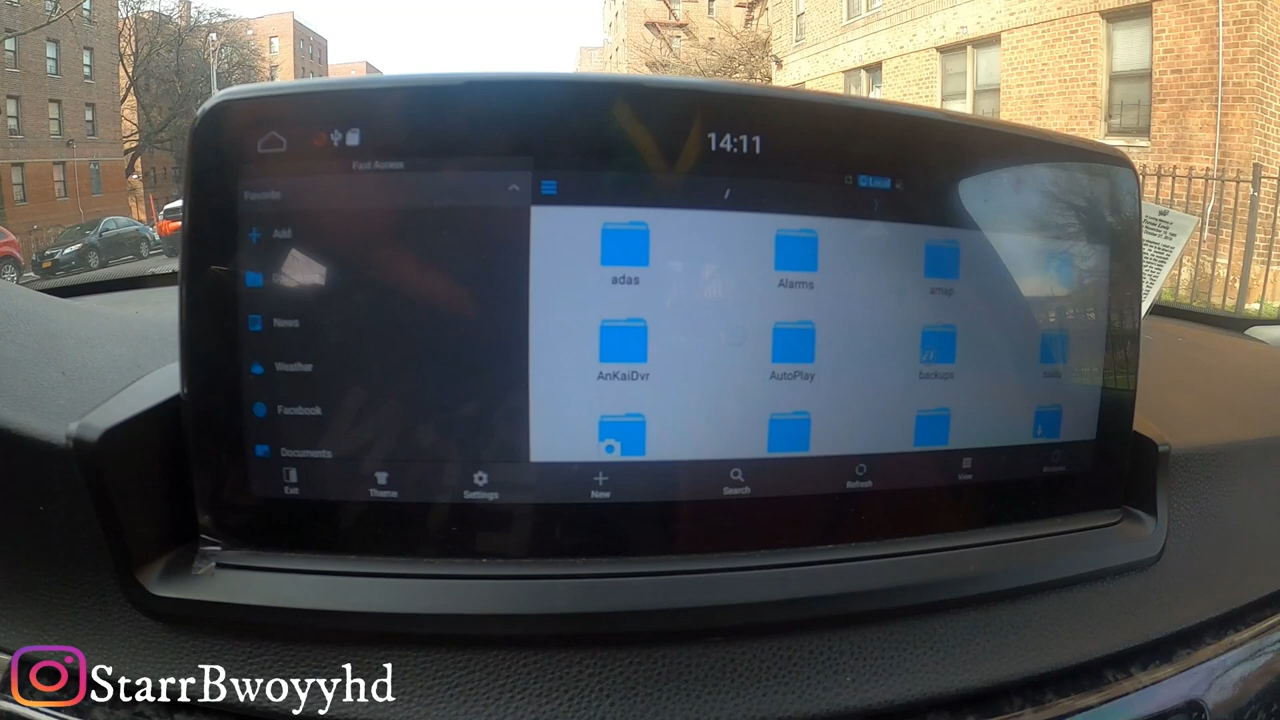 14:11
Fast Access
Favorite
/
Local
Add
News
Weather
Facebook
Documents
adas
Alarms
amap
AnKaiDvr
AutoPlay
backups
Exit
Theme
Settings
New
Search
Refresh
View
StarrBwoyyhd